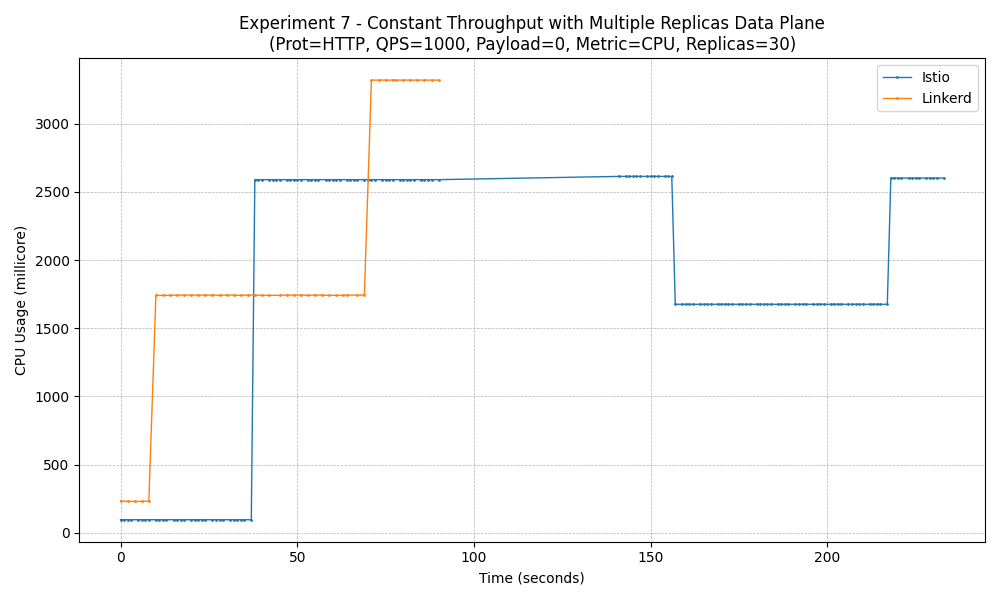 Experiment 7 - Constant Throughput with Multiple Replicas Data Plane
(Prot=HTTP, QPS=1000, Payload=0, Metric=CPU, Replicas=30)
Istio
Linkerd
CPU Usage (millicore)
3000
2500
2000
1500
1000
500
0
0 50 100 150 200
Time (seconds)